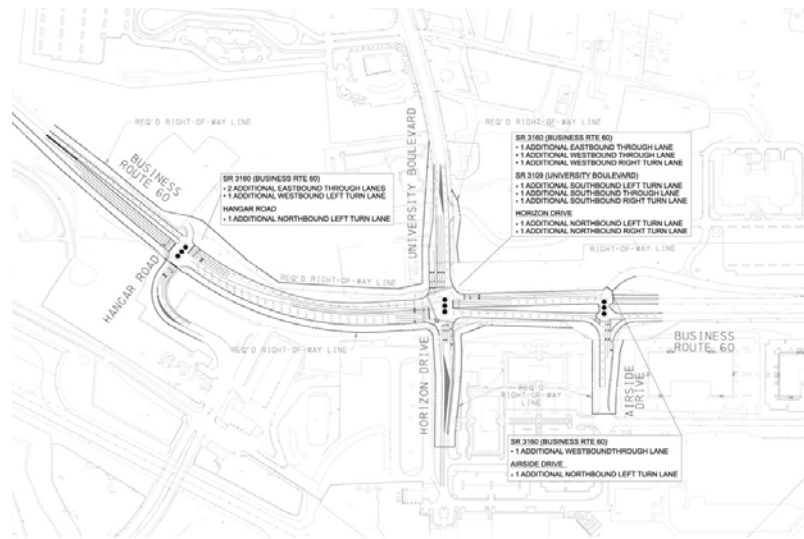 REQ'D RIGHT-OF-WAY LINE
BUSINESS
ROUTE 60
SR 3160 (BUSINESS RTE 60)
• 2 ADDITIONAL EASTBOUND THROUGH LANES
• 1 ADDITIONAL WESTBOUND LEFT TURN LANE
HANGAR ROAD
• 1 ADDITIONAL NORTHBOUND LEFT TURN LANE
UNIVERSITY BOULEVARD
REQ'D RIGHT-OF-WAY LINE
SR 3160 (BUSINESS RTE 60)
• 1 ADDITIONAL EASTBOUND THROUGH LANE
• 1 ADDITIONAL WESTBOUND THROUGH LANE
• 1 ADDITIONAL WESTBOUND RIGHT TURN LANE
SR 3109 (UNIVERSITY BOULEVARD)
• 1 ADDITIONAL SOUTHBOUND LEFT TURN LANE
• 1 ADDITIONAL SOUTHBOUND THROUGH LANE
• 1 ADDITIONAL SOUTHBOUND RIGHT TURN LANE
HORIZON DRIVE
• 1 ADDITIONAL NORTHBOUND LEFT TURN LANE
• 1 ADDITIONAL NORTHBOUND RIGHT TURN LANE
RIGHT-OF-WAY LINE
HANGAR ROAD
REQ'D RIGHT-OF-WAY LINE
REQ'D RIGHT-OF-WAY LINE
HORIZON DRIVE
REQ'D
RIGHT-OF-WAY
LINE
AIRSIDE
DRIVE
BUSINESS
ROUTE 60
SR 3160 (BUSINESS RTE 60)
• 1 ADDITIONAL WESTBOUNDTHROUGH LANE
AIRSIDE DRIVE
• 1 ADDITIONAL NORTHBOUND LEFT TURN LANE